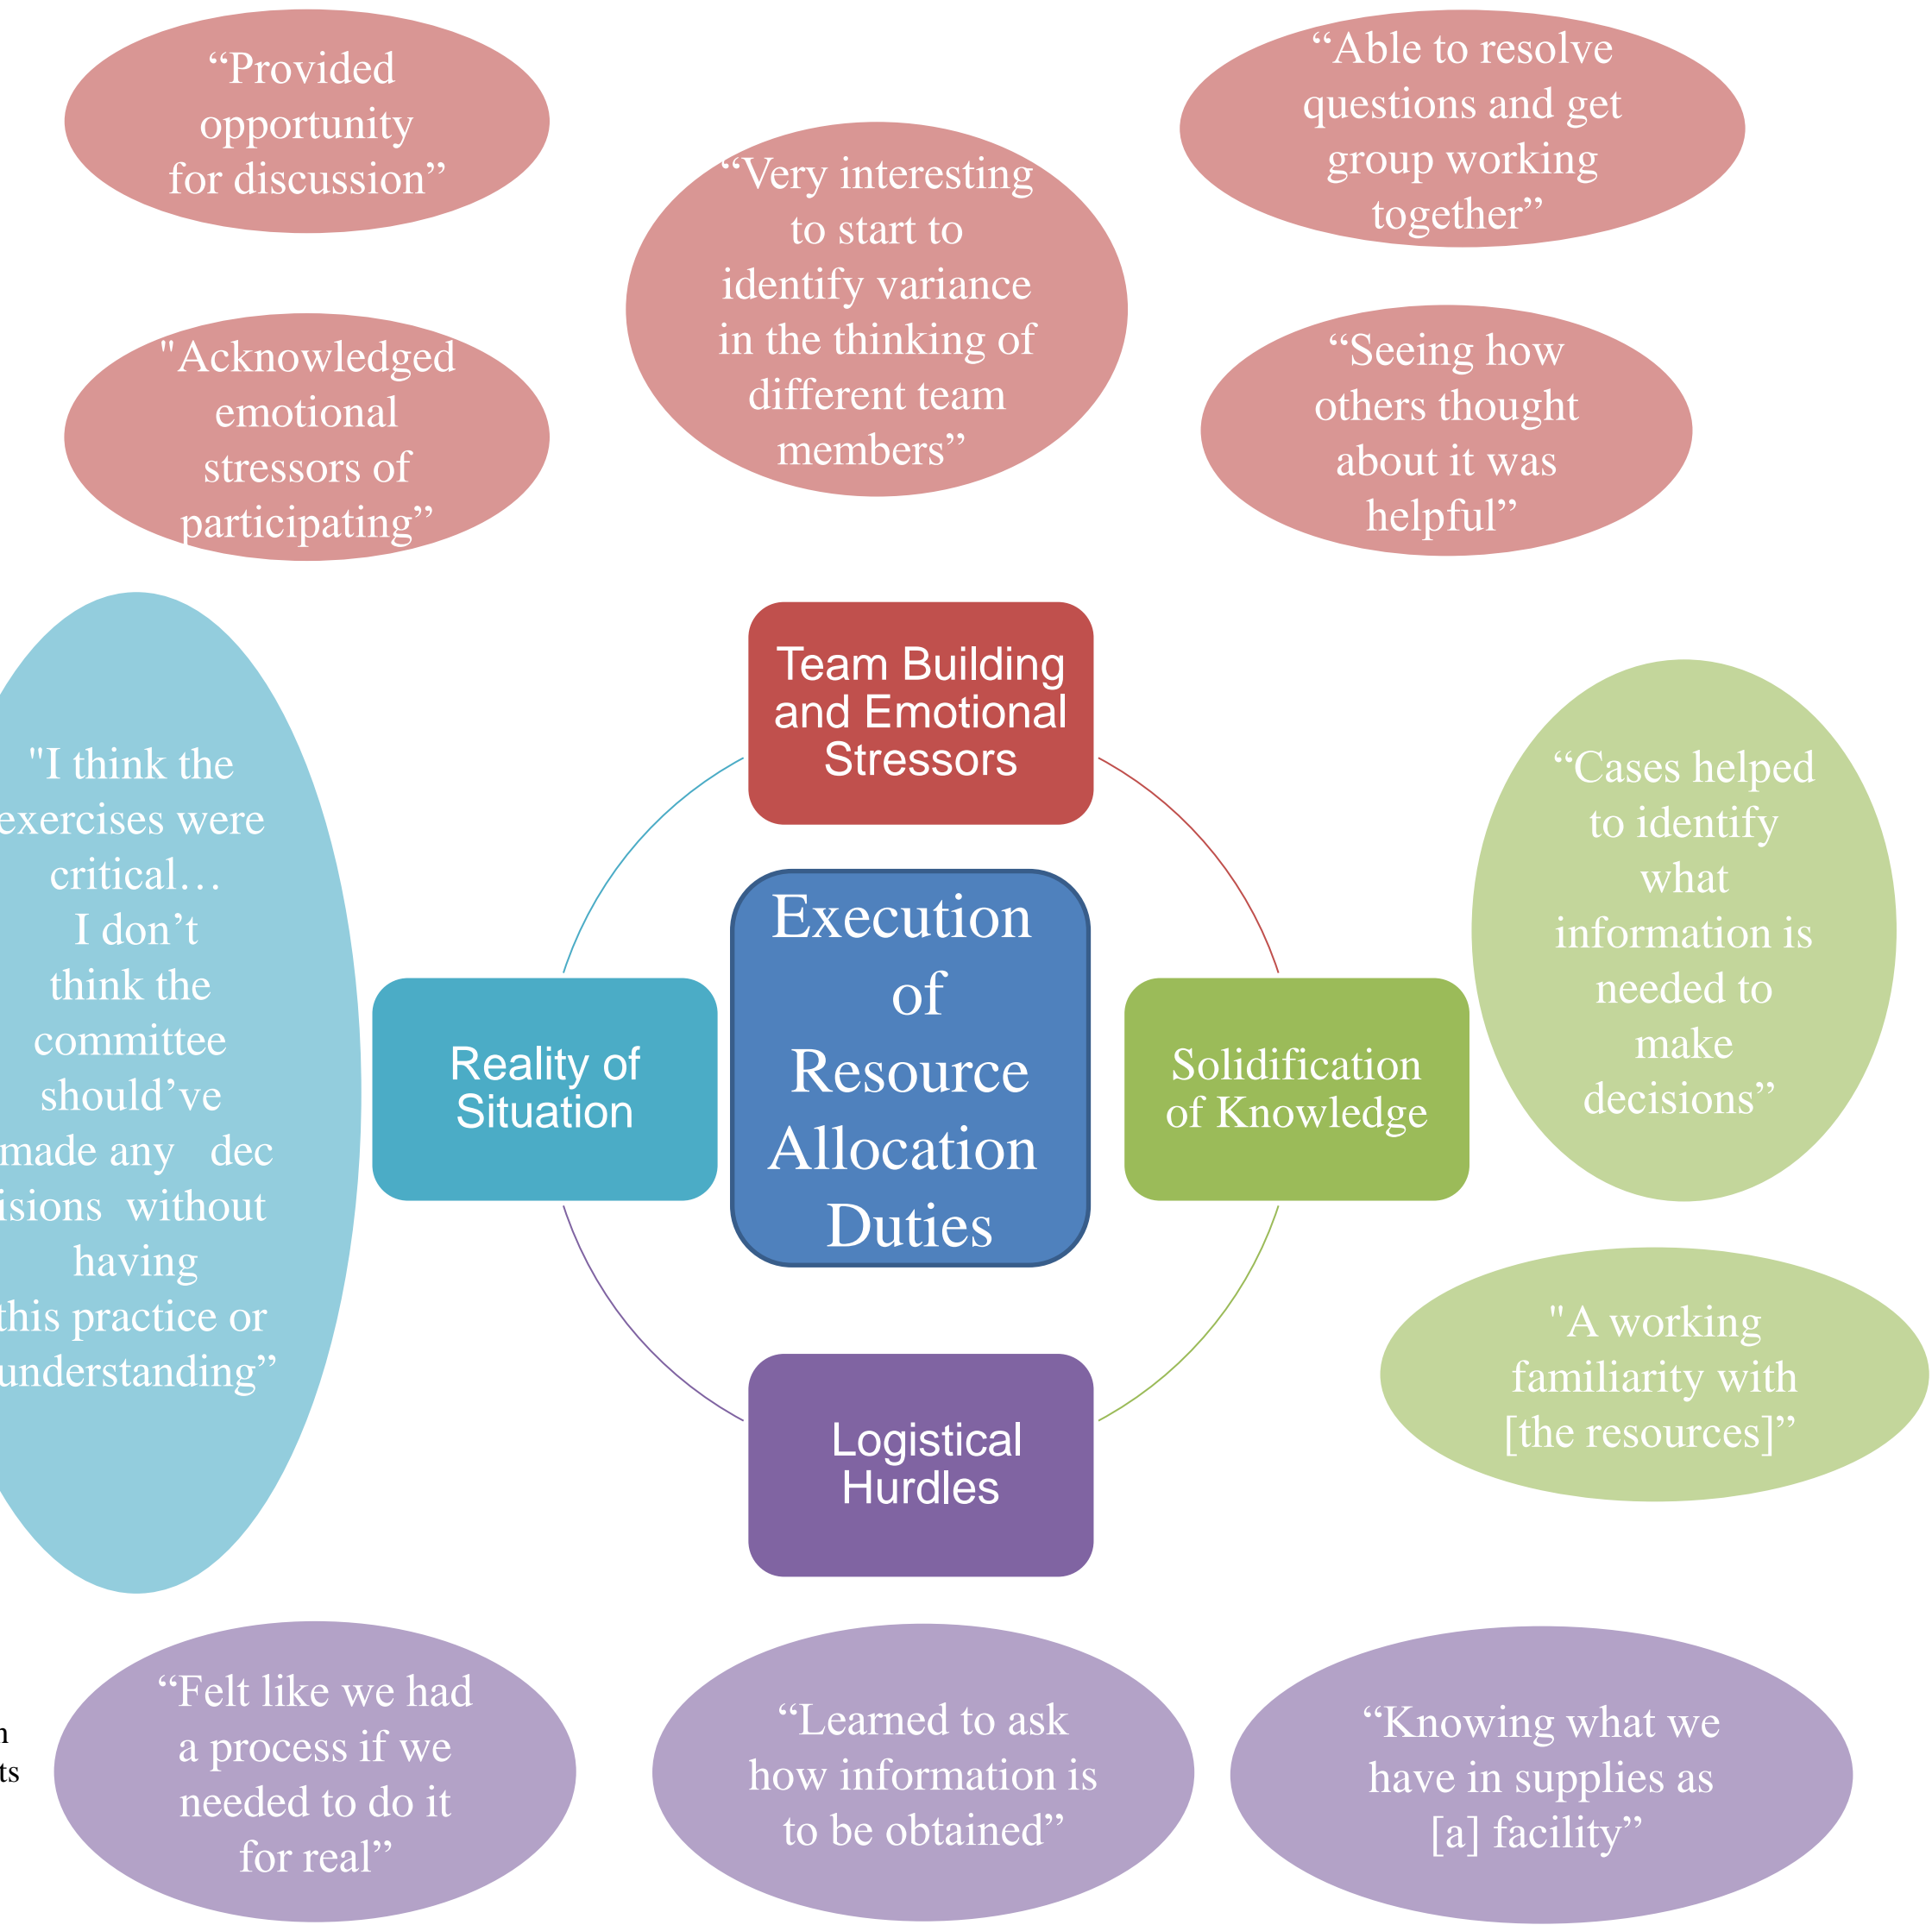 “Provided
opportunity
for discussion”
“Very interesting
to start to
identify variance
in the thinking of
different team
members”
“Able to resolve
questions and get
group working
together”
"Acknowledged
emotional
stressors of
participating”
“Seeing how
others thought
about it was
helpful”
Team Building
and Emotional
Stressors
"I think the
exercises were
critical…
I don’t
think the
committee
should’ve
made any dec
isions without
having
this practice or
understanding”
Reality of
Situation
Execution
of
Resource
Allocation
Duties
Solidification
of Knowledge
“Cases helped
to identify
what
information is
needed to
make
decisions”
"A working
familiarity with
[the resources]”
Logistical
Hurdles
n
ts
“Felt like we had
a process if we
needed to do it
for real”
“Learned to ask
how information is
to be obtained”
“Knowing what we
have in supplies as
[a] facility”